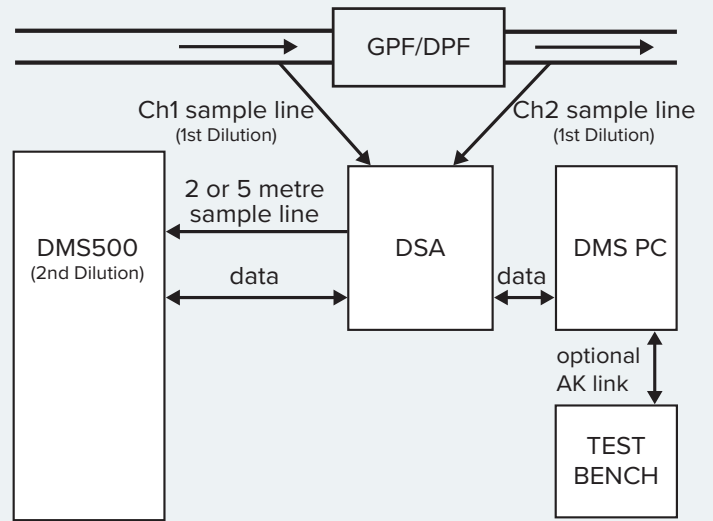 GPF/DPF
Ch1 sample line
(1st Dilution)
Ch2 sample line
(1st Dilution)
2 or 5 metre
sample line
DMS500
(2nd Dilution)
DSA
DMS PC
data
data
optional
AK link
TEST
BENCH